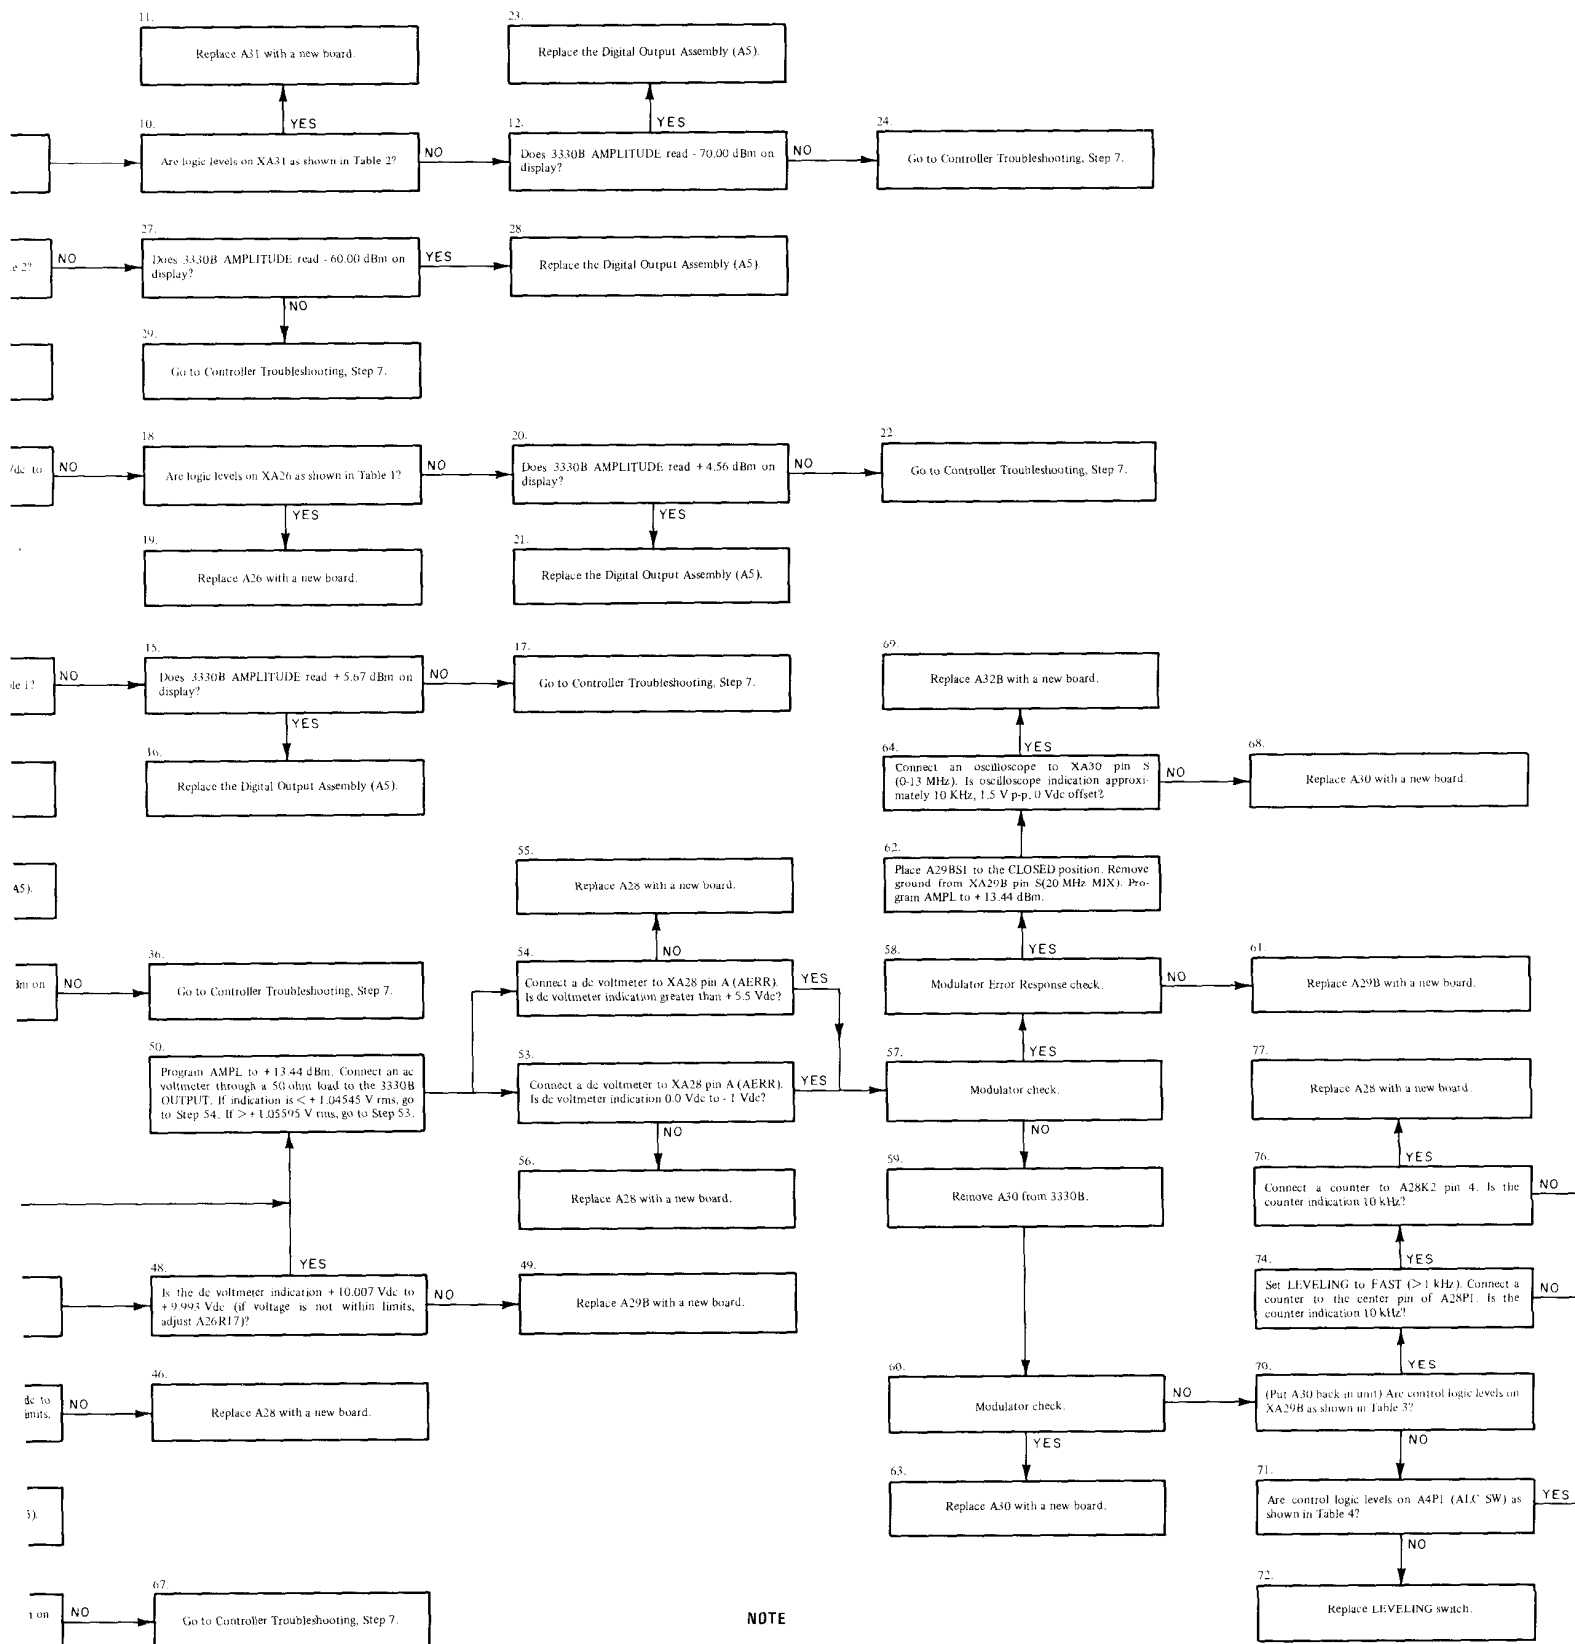 11.
Replace A31 with a new board.
23.
Replace the Digital Output Assembly (A5).
YES
YES
10.
Are logic levels on XA31 as shown in Table 2?
NO
12.
Does 3330B AMPLITUDE read - 70.00 dBm on
display?
NO
24.
Go to Controller Troubleshooting, Step 7.
e 2?
NO
27.
Does 3330B AMPLITUDE read - 60.00 dBm on
display?
YES
28.
Replace the Digital Output Assembly (A5).
NO
29.
Go to Controller Troubleshooting, Step 7.
Vdc to
NO
18.
Are logic levels on XA26 as shown in Table 1?
NO
20.
Does 3330B AMPLITUDE read + 4.56 dBm on
display?
NO
22.
Go to Controller Troubleshooting, Step 7.
YES
YES
19.
Replace A26 with a new board.
21.
Replace the Digital Output Assembly (A5).
ble 1?
NO
15.
Does 3330B AMPLITUDE read + 5.67 dBm on
display?
NO
17.
Go to Controller Troubleshooting, Step 7.
YES
16.
Replace the Digital Output Assembly (A5).
69.
Replace A32B with a new board.
YES
64.
Connect an oscilloscope to XA30 pin S
(0-13 MHz). Is oscilloscope indication approxi-
mately 10 KHz, 1.5 V p-p, 0 Vdc offset?
NO
68.
Replace A30 with a new board.
62.
Place A29BS1 to the CLOSED position. Remove
ground from XA29B pin S(20 MHz MIX). Pro-
gram AMPL to + 13.44 dBm.
A5).
55.
Replace A28 with a new board.
NO
YES
Bm on
NO
36.
Go to Controller Troubleshooting, Step 7.
54.
Connect a dc voltmeter to XA28 pin A (AERR).
Is dc voltmeter indication greater than + 5.5 Vdc?
YES
58.
Modulator Error Response check.
NO
61.
Replace A29B with a new board.
YES
50.
Program AMPL to + 13.44 dBm. Connect an ac
voltmeter through a 50 ohm load to the 3330B
OUTPUT. If indication is < + 1.04545 V rms, go
to Step 54. If > + 1.05595 V rms, go to Step 53.
53.
Connect a dc voltmeter to XA28 pin A (AERR).
Is dc voltmeter indication 0.0 Vdc to - 1 Vdc?
YES
57.
Modulator check.
77.
Replace A28 with a new board.
NO
NO
YES
56.
Replace A28 with a new board.
59.
Remove A30 from 3330B.
76.
Connect a counter to A28K2 pin 4. Is the
counter indication 10 kHz?
NO
YES
YES
48.
Is the dc voltmeter indication + 10.007 Vdc to
+ 9.993 Vdc (if voltage is not within limits,
adjust A26R17)?
NO
49.
Replace A29B with a new board.
74.
Set LEVELING to FAST (> 1 kHz). Connect a
counter to the center pin of A28P1. Is the
counter indication 10 kHz?
NO
YES
dc to
imits,
NO
46.
Replace A28 with a new board.
60.
Modulator check.
NO
70.
(Put A30 back in unit) Are control logic levels on
XA29B as shown in Table 3?
YES
NO
63.
Replace A30 with a new board.
71.
Are control logic levels on A4P1 (ALC SW) as
shown in Table 4?
YES
5).
NO
on
NO
67.
Go to Controller Troubleshooting, Step 7.
72.
Replace LEVELING switch.
NOTE